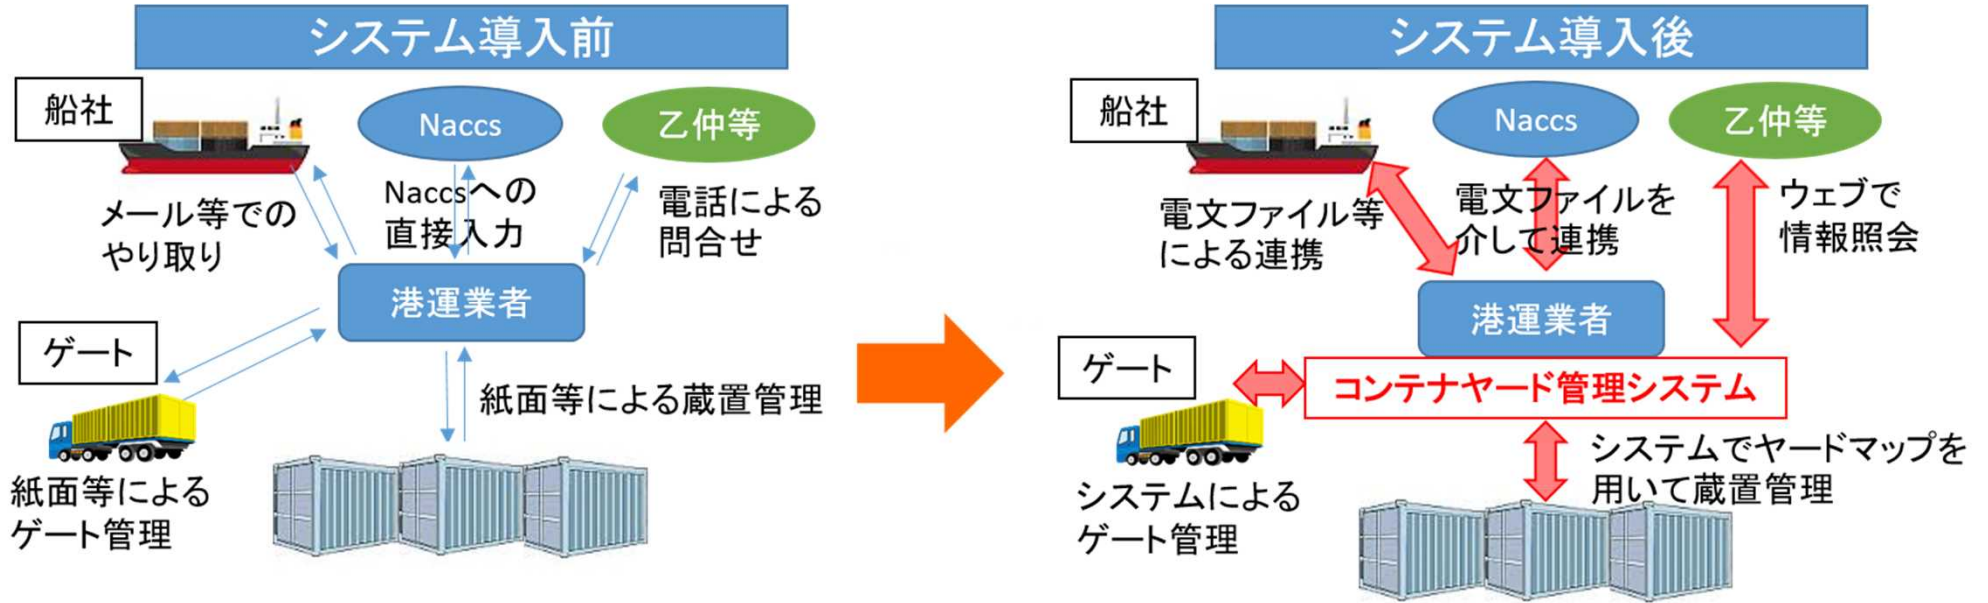 システム導入前
船社
Naccs
乙仲等
メール等での
やり取り
Naccsへの
直接入力
電話による
問合せ
港運業者
ゲート
紙面等による蔵置管理
紙面等による
ゲート管理
システム導入後
船社
Naccs
乙仲等
電文ファイル等
による連携
電文ファイルを
介して連携
ウェブで
情報照会
港運業者
ゲート
コンテナヤード管理システム
システムでヤードマップを
用いて蔵置管理
システムによる
ゲート管理